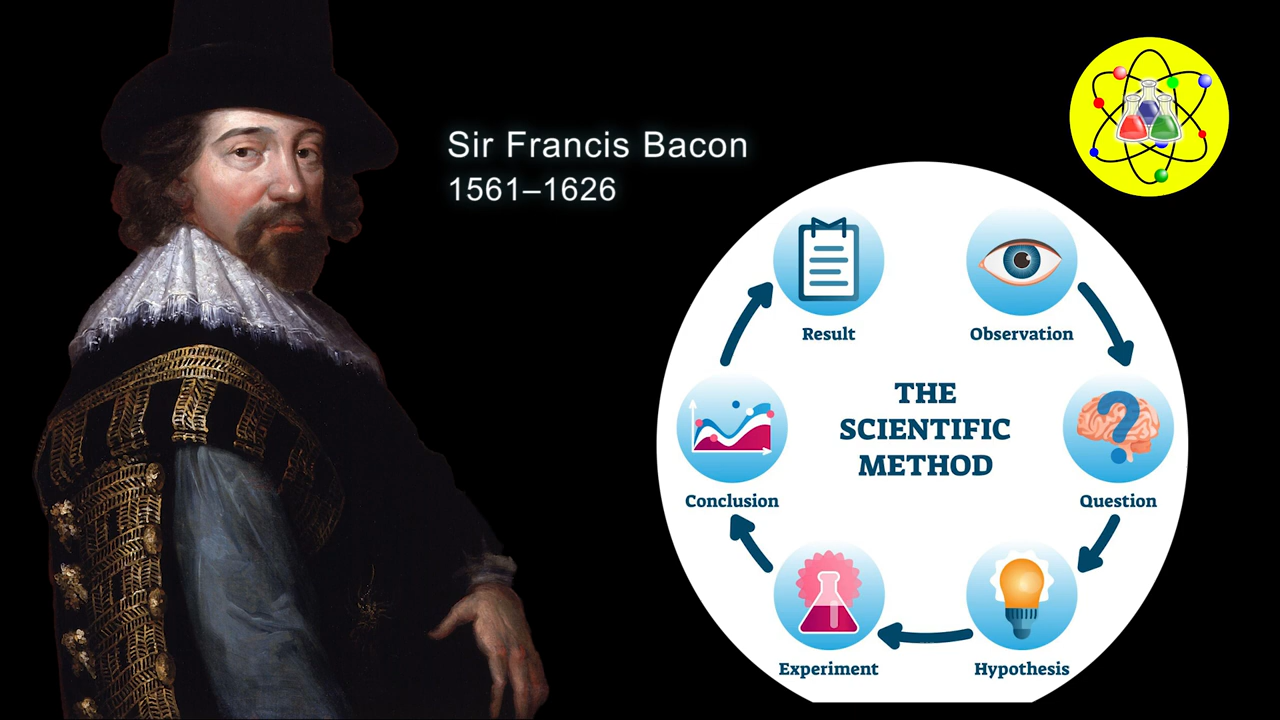 Sir Francis Bacon
1561–1626
Result
Observation
THE
SCIENTIFIC
METHOD
Conclusion
Question
Experiment
Hypothesis